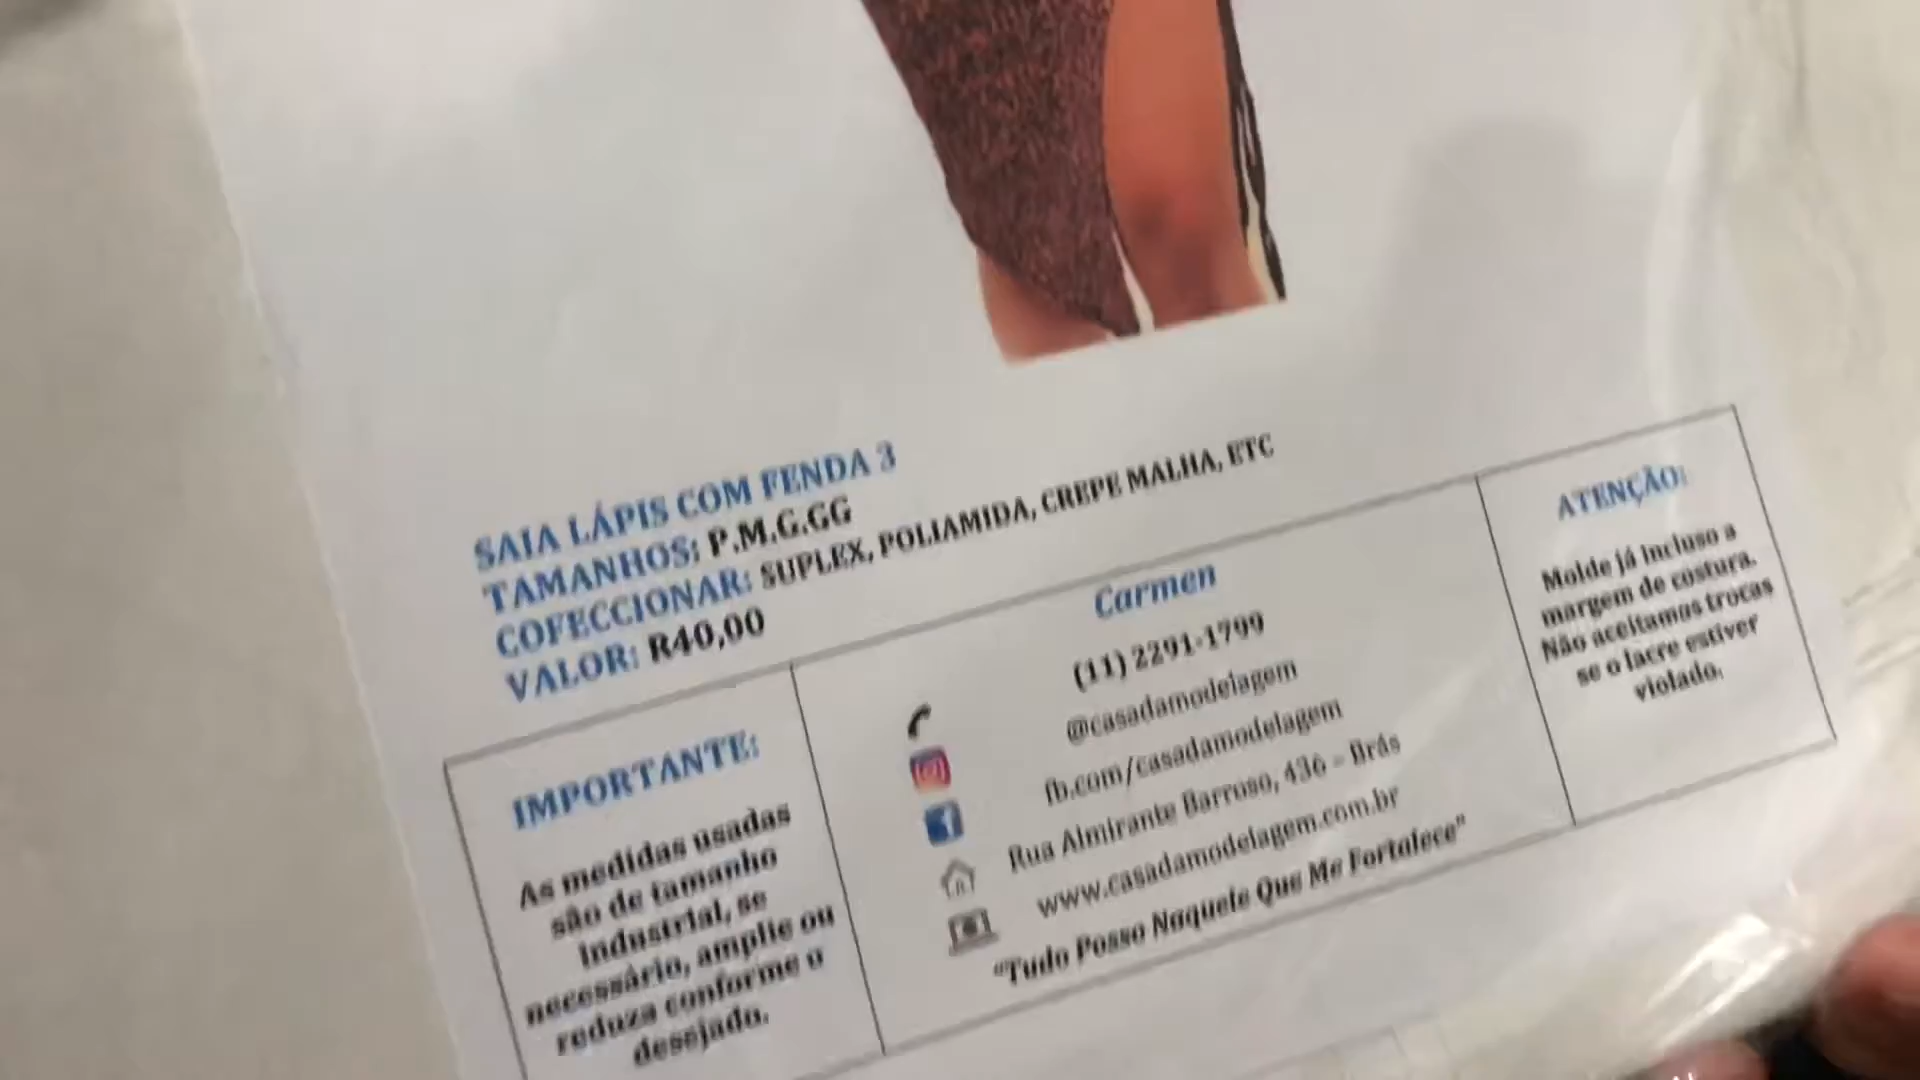 SAIA LÁPIS COM FENDA 3
TAMANHOS: P.M.G.GG
COFECCIONAR: SUPLEX, POLIAMIDA, CREPE MALHA, ETC
VALOR: R40,00
IMPORTANTE:
As medidas usadas
são de tamanho
industrial, se
necessário, amplie ou
reduza conforme o
desejado.
Carmen
(11) 2291-1799
@casadamodelagem
fb.com/casadamodelagem
Rua Almirante Barroso, 436 – Brás
www.casadamodelagem.com.br
"Tudo Posso Naquele Que Me Fortalece"
ATENÇÃO:
Molde já incluso a
margem de costura.
Não aceitamos trocas
se o lacre estiver
violado.